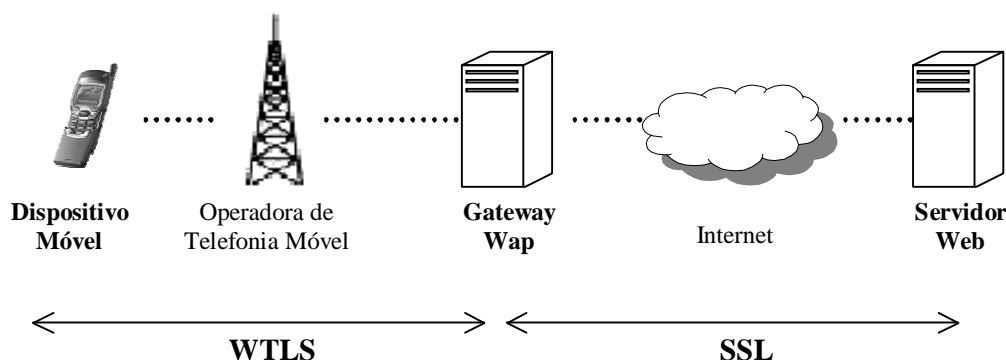 Dispositivo
Móvel
Operadora de
Telefonia Móvel
Gateway
Wap
Internet
Servidor
Web
WTLS
SSL